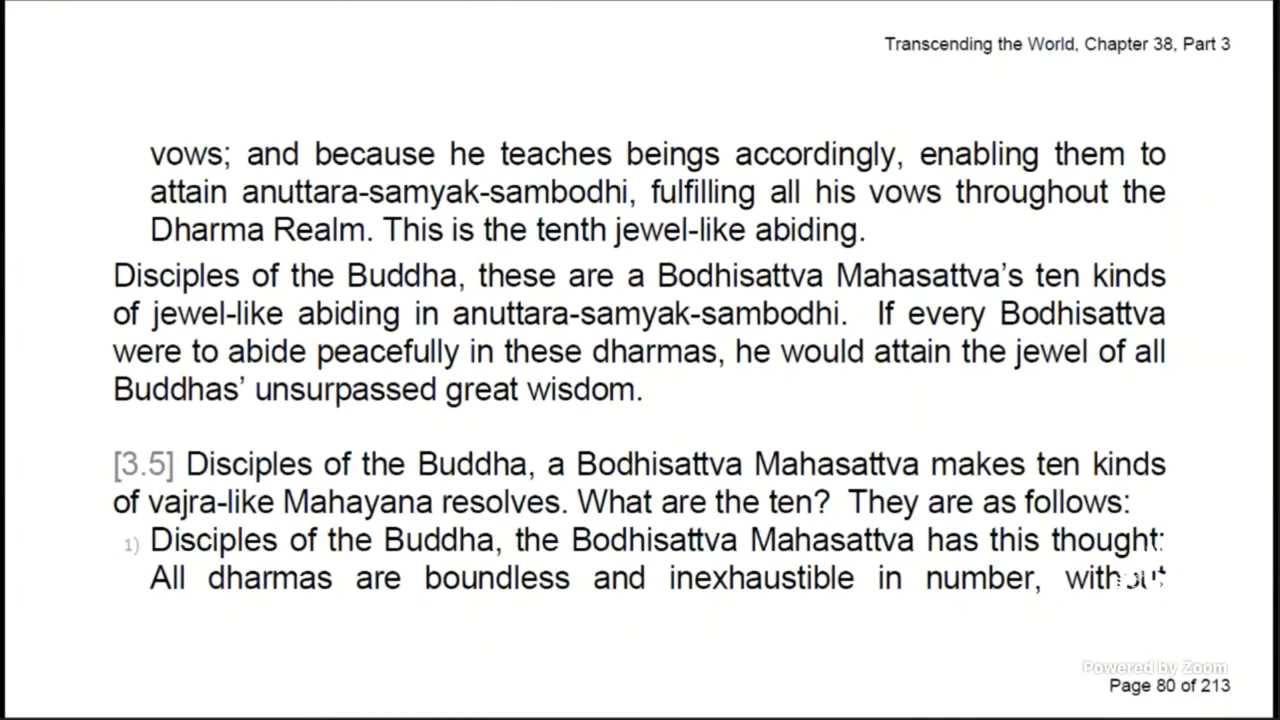 Transcending the World, Chapter 38, Part 3
vows; and because he teaches beings accordingly, enabling them to
attain anuttara-samyak-sambodhi, fulfilling all his vows throughout the
Dharma Realm. This is the tenth jewel-like abiding.
Disciples of the Buddha, these are a Bodhisattva Mahasattva’s ten kinds
of jewel-like abiding in anuttara-samyak-sambodhi.  If every Bodhisattva
were to abide peacefully in these dharmas, he would attain the jewel of all
Buddhas’ unsurpassed great wisdom.
[3.5] Disciples of the Buddha, a Bodhisattva Mahasattva makes ten kinds
of vajra-like Mahayana resolves. What are the ten?  They are as follows:
1) Disciples of the Buddha, the Bodhisattva Mahasattva has this thought:
All dharmas are boundless and inexhaustible in number, without
Powered by Zoom
Page 80 of 213